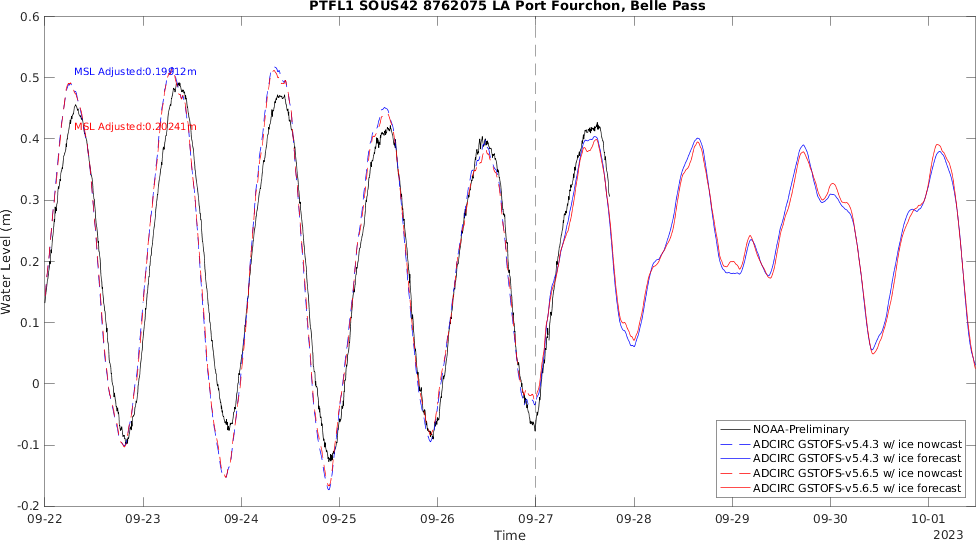 PTFL1 SOUS42 8762075 LA Port Fourchon, Belle Pass
0.6
0.5
0.4
0.3
0.2
0.1
0
-0.1
-0.2
Water Level (m)
MSL Adjusted:0.19912m
MSL Adjusted:0.20241m
NOAA-Preliminary
ADCIRC GSTOFS-v5.4.3 w/ ice nowcast
ADCIRC GSTOFS-v5.4.3 w/ ice forecast
ADCIRC GSTOFS-v5.6.5 w/ ice nowcast
ADCIRC GSTOFS-v5.6.5 w/ ice forecast
09-22 09-23 09-24 09-25 09-26 09-27 09-28 09-29 09-30 10-01
Time
2023